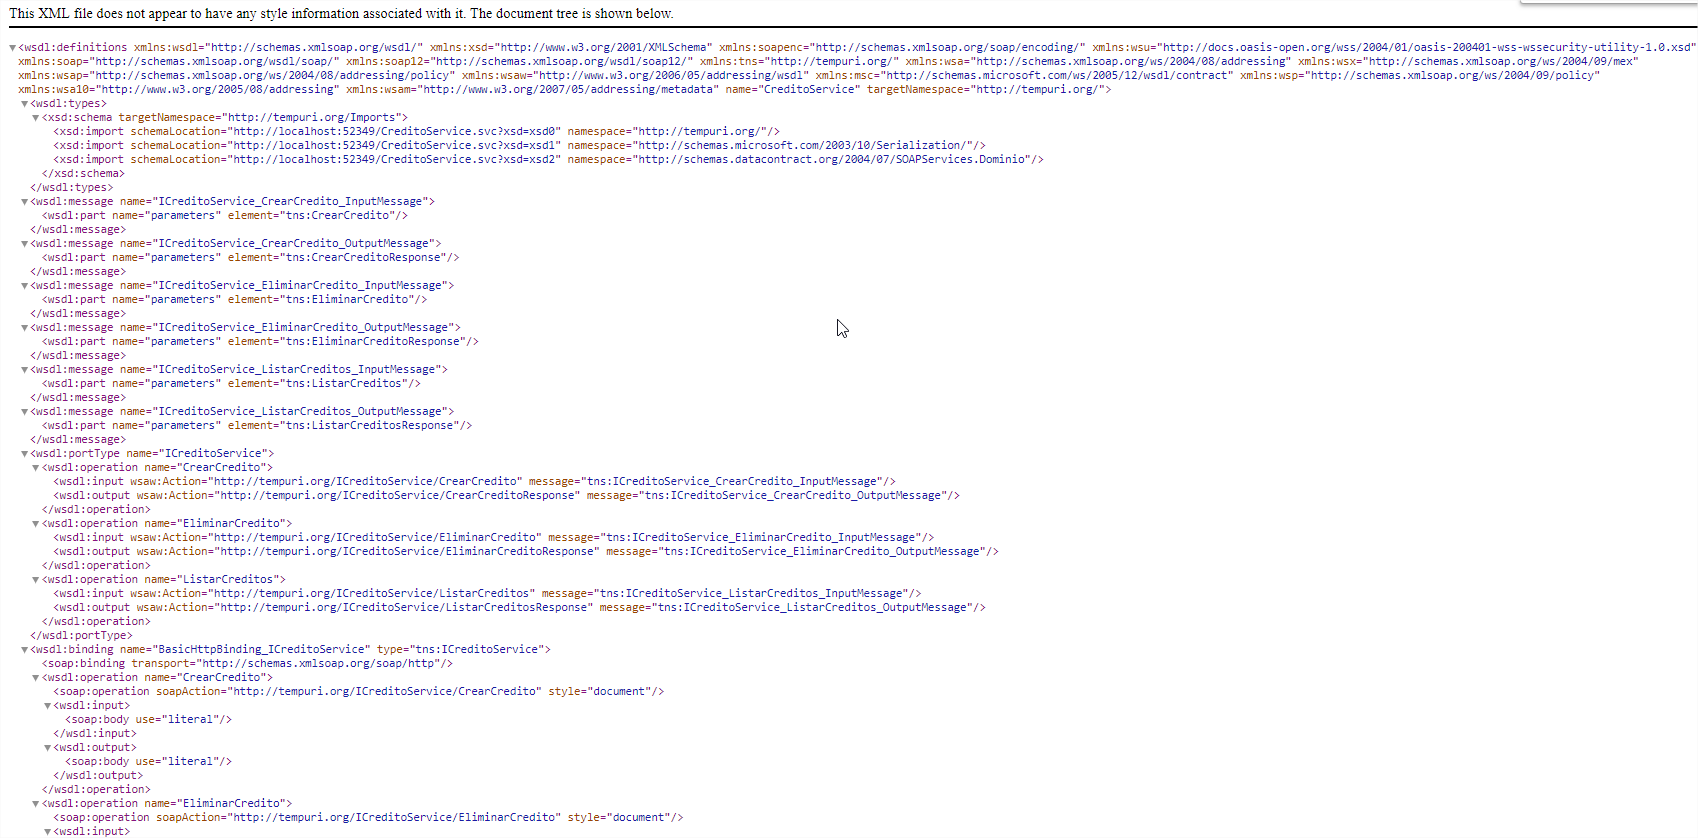 This XML file does not appear to have any style information associated with it. The document tree is shown below.
▼<wsdl:definitions xmlns:wsdl="http://schemas.xmlsoap.org/wsdl/" xmlns:xsd="http://www.w3.org/2001/XMLSchema" xmlns:soapenc="http://schemas.xmlsoap.org/soap/encoding/" xmlns:wsu="http://docs.oasis-open.org/wss/2004/01/oasis-200401-wss-wssecurity-utility-1.0.xsd"
xmlns:soap="http://schemas.xmlsoap.org/wsdl/soap/" xmlns:soap12="http://schemas.xmlsoap.org/wsdl/soap12/" xmlns:tns="http://tempuri.org/" xmlns:wsa="http://schemas.xmlsoap.org/ws/2004/08/addressing" xmlns:wsx="http://schemas.xmlsoap.org/ws/2004/09/mex"
xmlns:wsap="http://schemas.xmlsoap.org/ws/2004/08/addressing/policy" xmlns:wsaw="http://www.w3.org/2006/05/addressing/wsdl" xmlns:msc="http://schemas.microsoft.com/ws/2005/12/wsdl/contract" xmlns:wsp="http://schemas.xmlsoap.org/ws/2004/09/policy"
xmlns:wsa10="http://www.w3.org/2005/08/addressing" xmlns:wsam="http://www.w3.org/2007/05/addressing/metadata" name="CreditoService" targetNamespace="http://tempuri.org/">
▼<wsdl:types>
▼<xsd:schema targetNamespace="http://tempuri.org/Imports">
<xsd:import schemaLocation="http://localhost:52349/CreditoService.svc?xsd=xsd0" namespace="http://tempuri.org/"/>
<xsd:import schemaLocation="http://localhost:52349/CreditoService.svc?xsd=xsd1" namespace="http://schemas.microsoft.com/2003/10/Serialization/"/>
<xsd:import schemaLocation="http://localhost:52349/CreditoService.svc?xsd=xsd2" namespace="http://schemas.datacontract.org/2004/07/SOAPServices.Dominio"/>
</xsd:schema>
</wsdl:types>
▼<wsdl:message name="ICreditoService_CrearCredito_InputMessage">
<wsdl:part name="parameters" element="tns:CrearCredito"/>
</wsdl:message>
▼<wsdl:message name="ICreditoService_CrearCredito_OutputMessage">
<wsdl:part name="parameters" element="tns:CrearCreditoResponse"/>
</wsdl:message>
▼<wsdl:message name="ICreditoService_EliminarCredito_InputMessage">
<wsdl:part name="parameters" element="tns:EliminarCredito"/>
</wsdl:message>
▼<wsdl:message name="ICreditoService_EliminarCredito_OutputMessage">
<wsdl:part name="parameters" element="tns:EliminarCreditoResponse"/>
</wsdl:message>
▼<wsdl:message name="ICreditoService_ListarCreditos_InputMessage">
<wsdl:part name="parameters" element="tns:ListarCreditos"/>
</wsdl:message>
▼<wsdl:message name="ICreditoService_ListarCreditos_OutputMessage">
<wsdl:part name="parameters" element="tns:ListarCreditosResponse"/>
</wsdl:message>
▼<wsdl:portType name="ICreditoService">
▼<wsdl:operation name="CrearCredito">
<wsdl:input wsaw:Action="http://tempuri.org/ICreditoService/CrearCredito" message="tns:ICreditoService_CrearCredito_InputMessage"/>
<wsdl:output wsaw:Action="http://tempuri.org/ICreditoService/CrearCreditoResponse" message="tns:ICreditoService_CrearCredito_OutputMessage"/>
</wsdl:operation>
▼<wsdl:operation name="EliminarCredito">
<wsdl:input wsaw:Action="http://tempuri.org/ICreditoService/EliminarCredito" message="tns:ICreditoService_EliminarCredito_InputMessage"/>
<wsdl:output wsaw:Action="http://tempuri.org/ICreditoService/EliminarCreditoResponse" message="tns:ICreditoService_EliminarCredito_OutputMessage"/>
</wsdl:operation>
▼<wsdl:operation name="ListarCreditos">
<wsdl:input wsaw:Action="http://tempuri.org/ICreditoService/ListarCreditos" message="tns:ICreditoService_ListarCreditos_InputMessage"/>
<wsdl:output wsaw:Action="http://tempuri.org/ICreditoService/ListarCreditosResponse" message="tns:ICreditoService_ListarCreditos_OutputMessage"/>
</wsdl:operation>
</wsdl:portType>
▼<wsdl:binding name="BasicHttpBinding_ICreditoService" type="tns:ICreditoService">
<soap:binding transport="http://schemas.xmlsoap.org/soap/http"/>
▼<wsdl:operation name="CrearCredito">
<soap:operation soapAction="http://tempuri.org/ICreditoService/CrearCredito" style="document"/>
▼<wsdl:input>
<soap:body use="literal"/>
</wsdl:input>
▼<wsdl:output>
<soap:body use="literal"/>
</wsdl:output>
</wsdl:operation>
▼<wsdl:operation name="EliminarCredito">
<soap:operation soapAction="http://tempuri.org/ICreditoService/EliminarCredito" style="document"/>
▼<wsdl:input>